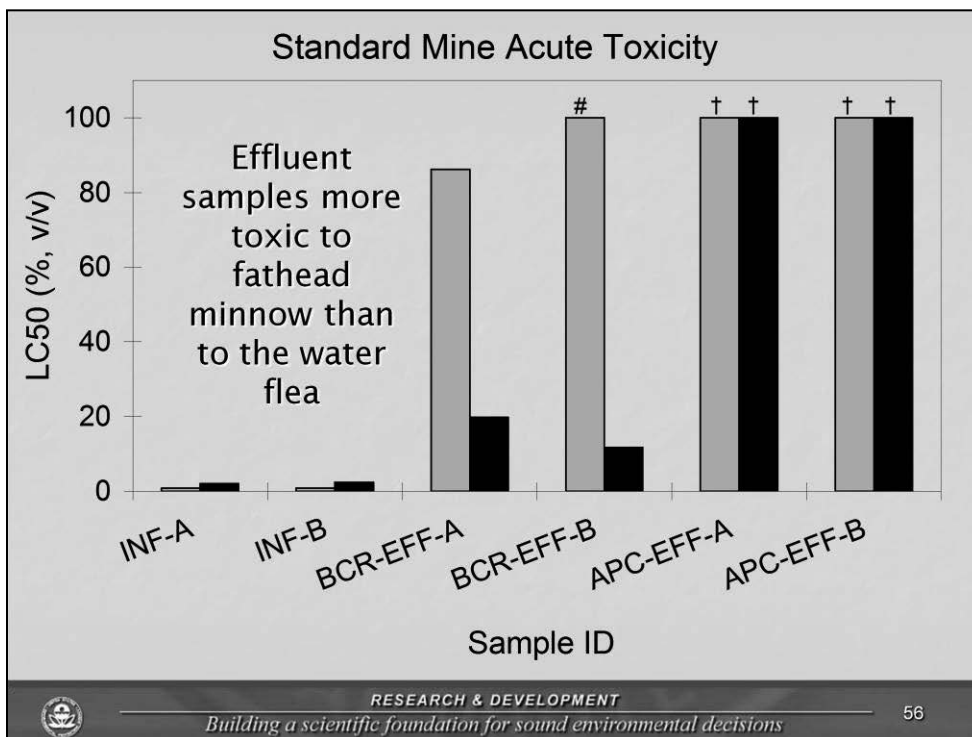 Standard Mine Acute Toxicity
LC50 (%, v/v)
100
80
60
40
20
0
#
†
†
†
†
Effluent
samples more
toxic to
fathead
minnow than
to the water
flea
INF-A
INF-B
BCR-EFF-A
BCR-EFF-B
APC-EFF-A
APC-EFF-B
Sample ID
RESEARCH & DEVELOPMENT
Building a scientific foundation for sound environmental decisions
56